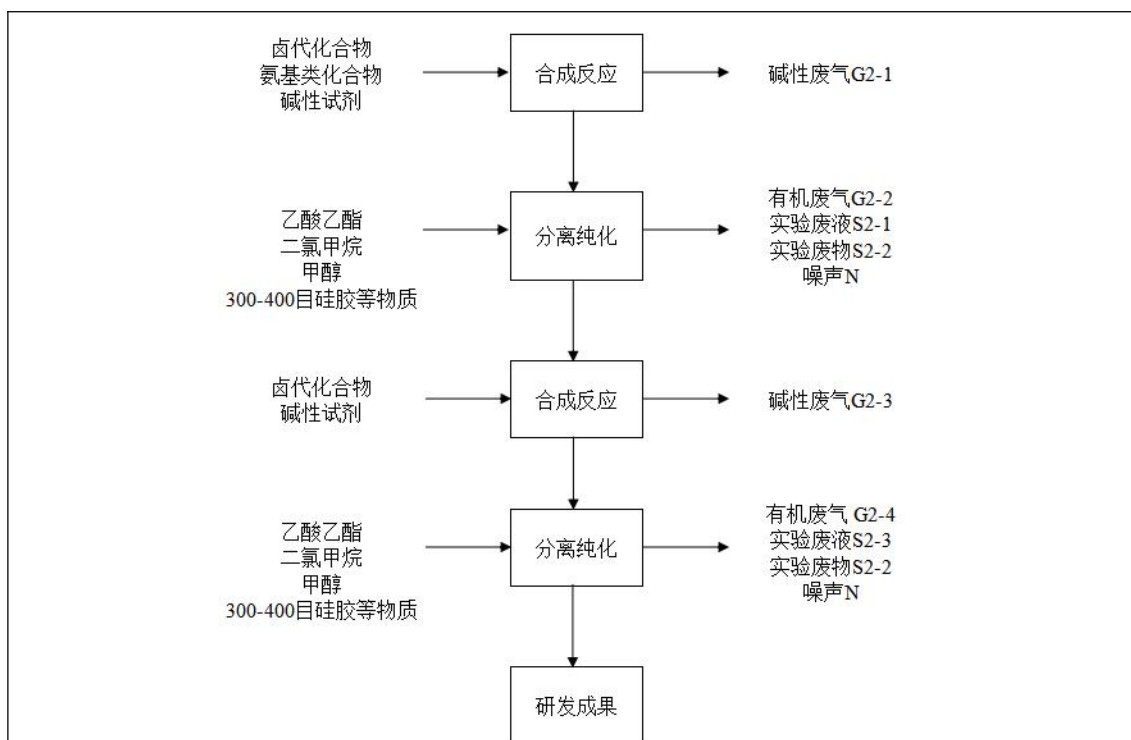 卤代化合物
氨基类化合物
碱性试剂
合成反应
碱性废气G2-1
乙酸乙酯
二氯甲烷
甲醇
300-400目硅胶等物质
分离纯化
有机废气G2-2
实验废液S2-1
实验废物S2-2
噪声N
卤代化合物
碱性试剂
合成反应
碱性废气G2-3
乙酸乙酯
二氯甲烷
甲醇
300-400目硅胶等物质
分离纯化
有机废气 G2-4
实验废液S2-3
实验废物S2-2
噪声N
研发成果